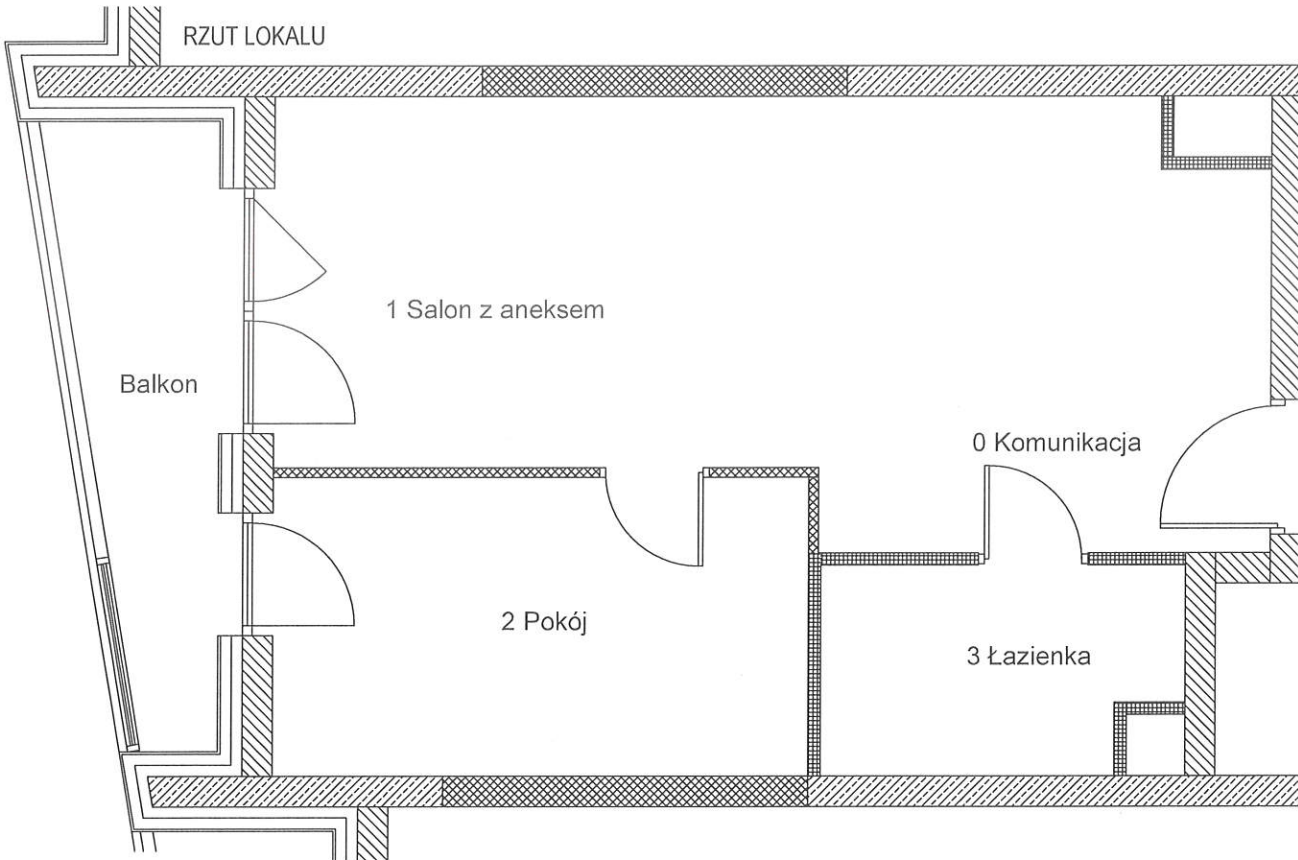 RZUT LOKALU
1 Salon z aneksem
Balkon
0 Komunikacja
2 Pokój
3 Łazienka